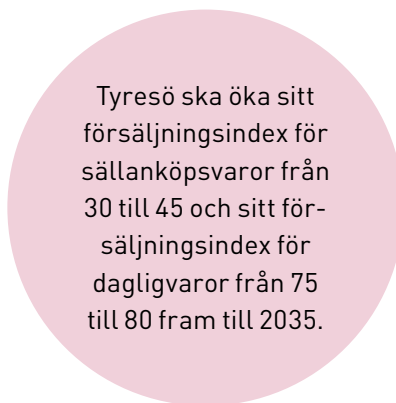 Tyresö ska öka sitt
försäljningsindex för
sällanköpsvaror från
30 till 45 och sitt för-
säljningsindex för
dagligvaror från 75
till 80 fram till 2035.